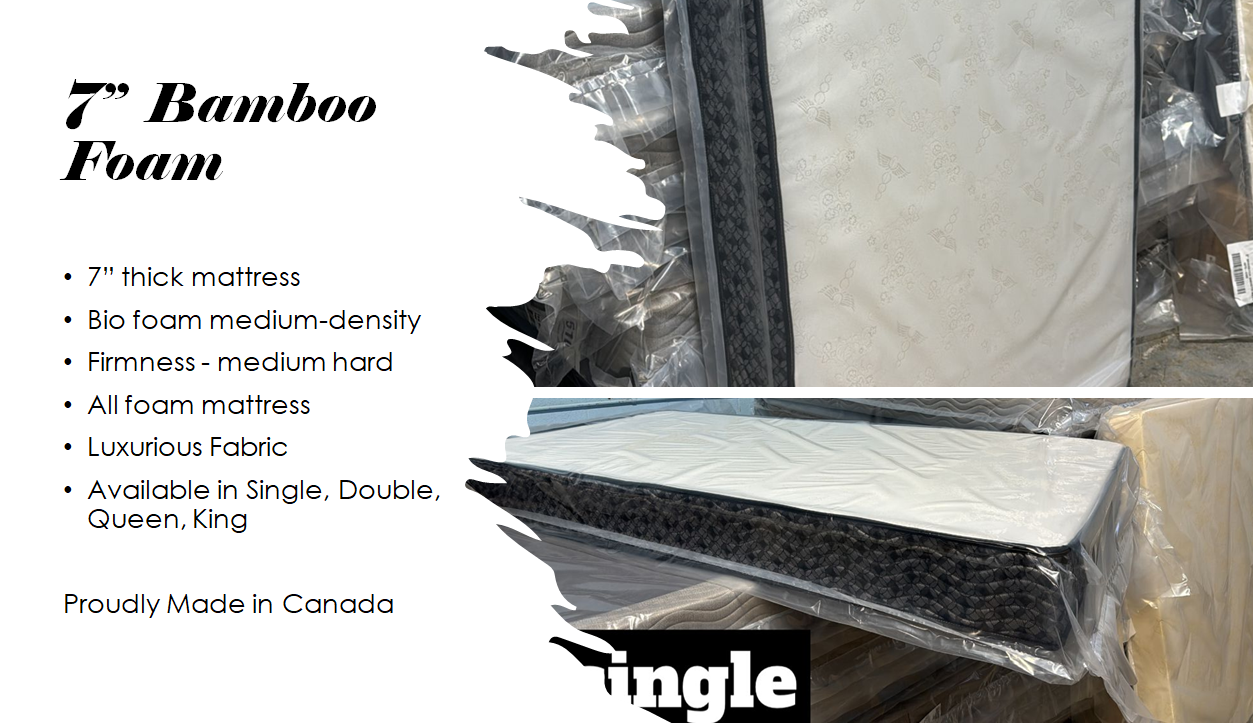 7” Bamboo
Foam
• 7” thick mattress
• Bio foam medium-density
• Firmness - medium hard
• All foam mattress
• Luxurious Fabric
• Available in Single, Double,
Queen, King
Proudly Made in Canada
single